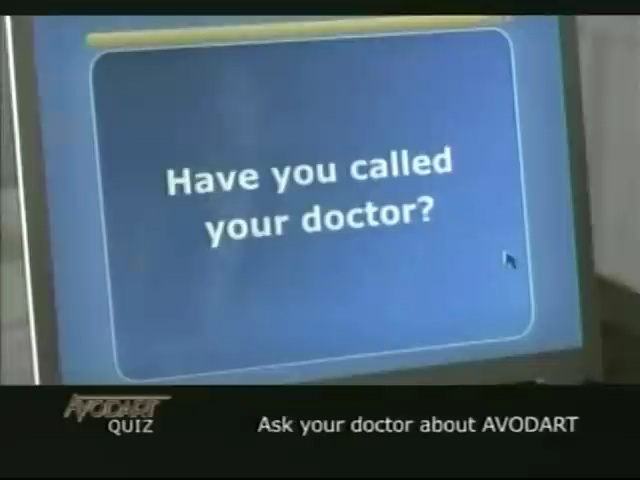 Have you called
your doctor?
AVODART
QUIZ
Ask your doctor about AVODART